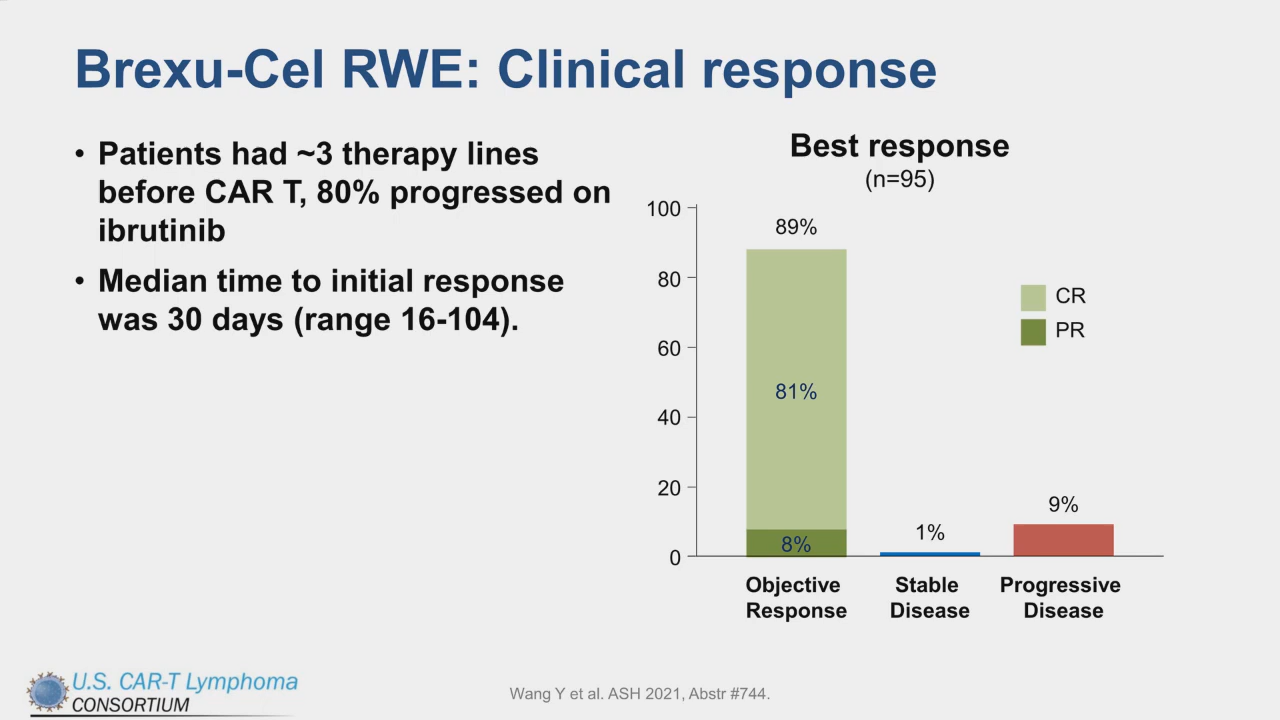 Brexu-Cel RWE: Clinical response
• Patients had ~3 therapy lines
before CAR T, 80% progressed on
ibrutinib
• Median time to initial response
was 30 days (range 16-104).
Best response
(n=95)
100
80
60
40
20
0
89%
81%
8%
1%
9%
CR
PR
Objective
Response
Stable
Disease
Progressive
Disease
U.S. CAR-T Lymphoma
CONSORTIUM
Wang Y et al. ASH 2021, Abstr #744.